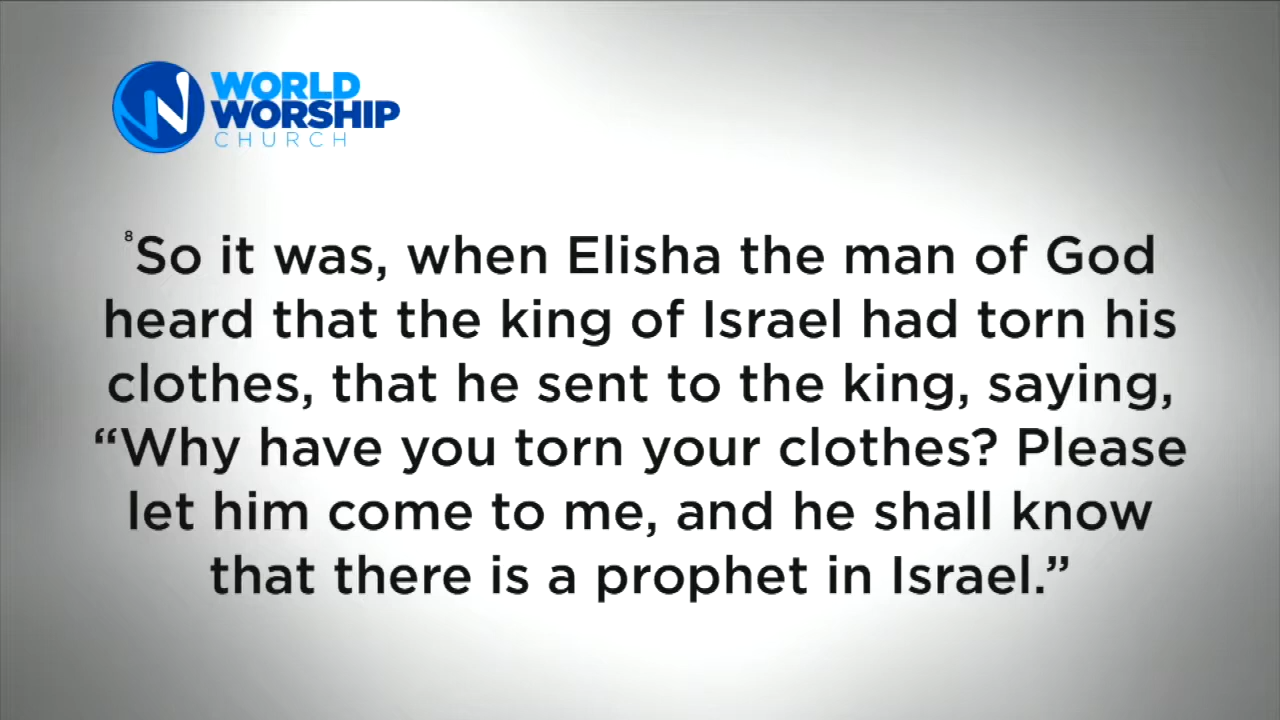 WORLD
WORSHIP
CHURCH
⁸So it was, when Elisha the man of God
heard that the king of Israel had torn his
clothes, that he sent to the king, saying,
“Why have you torn your clothes? Please
let him come to me, and he shall know
that there is a prophet in Israel.”